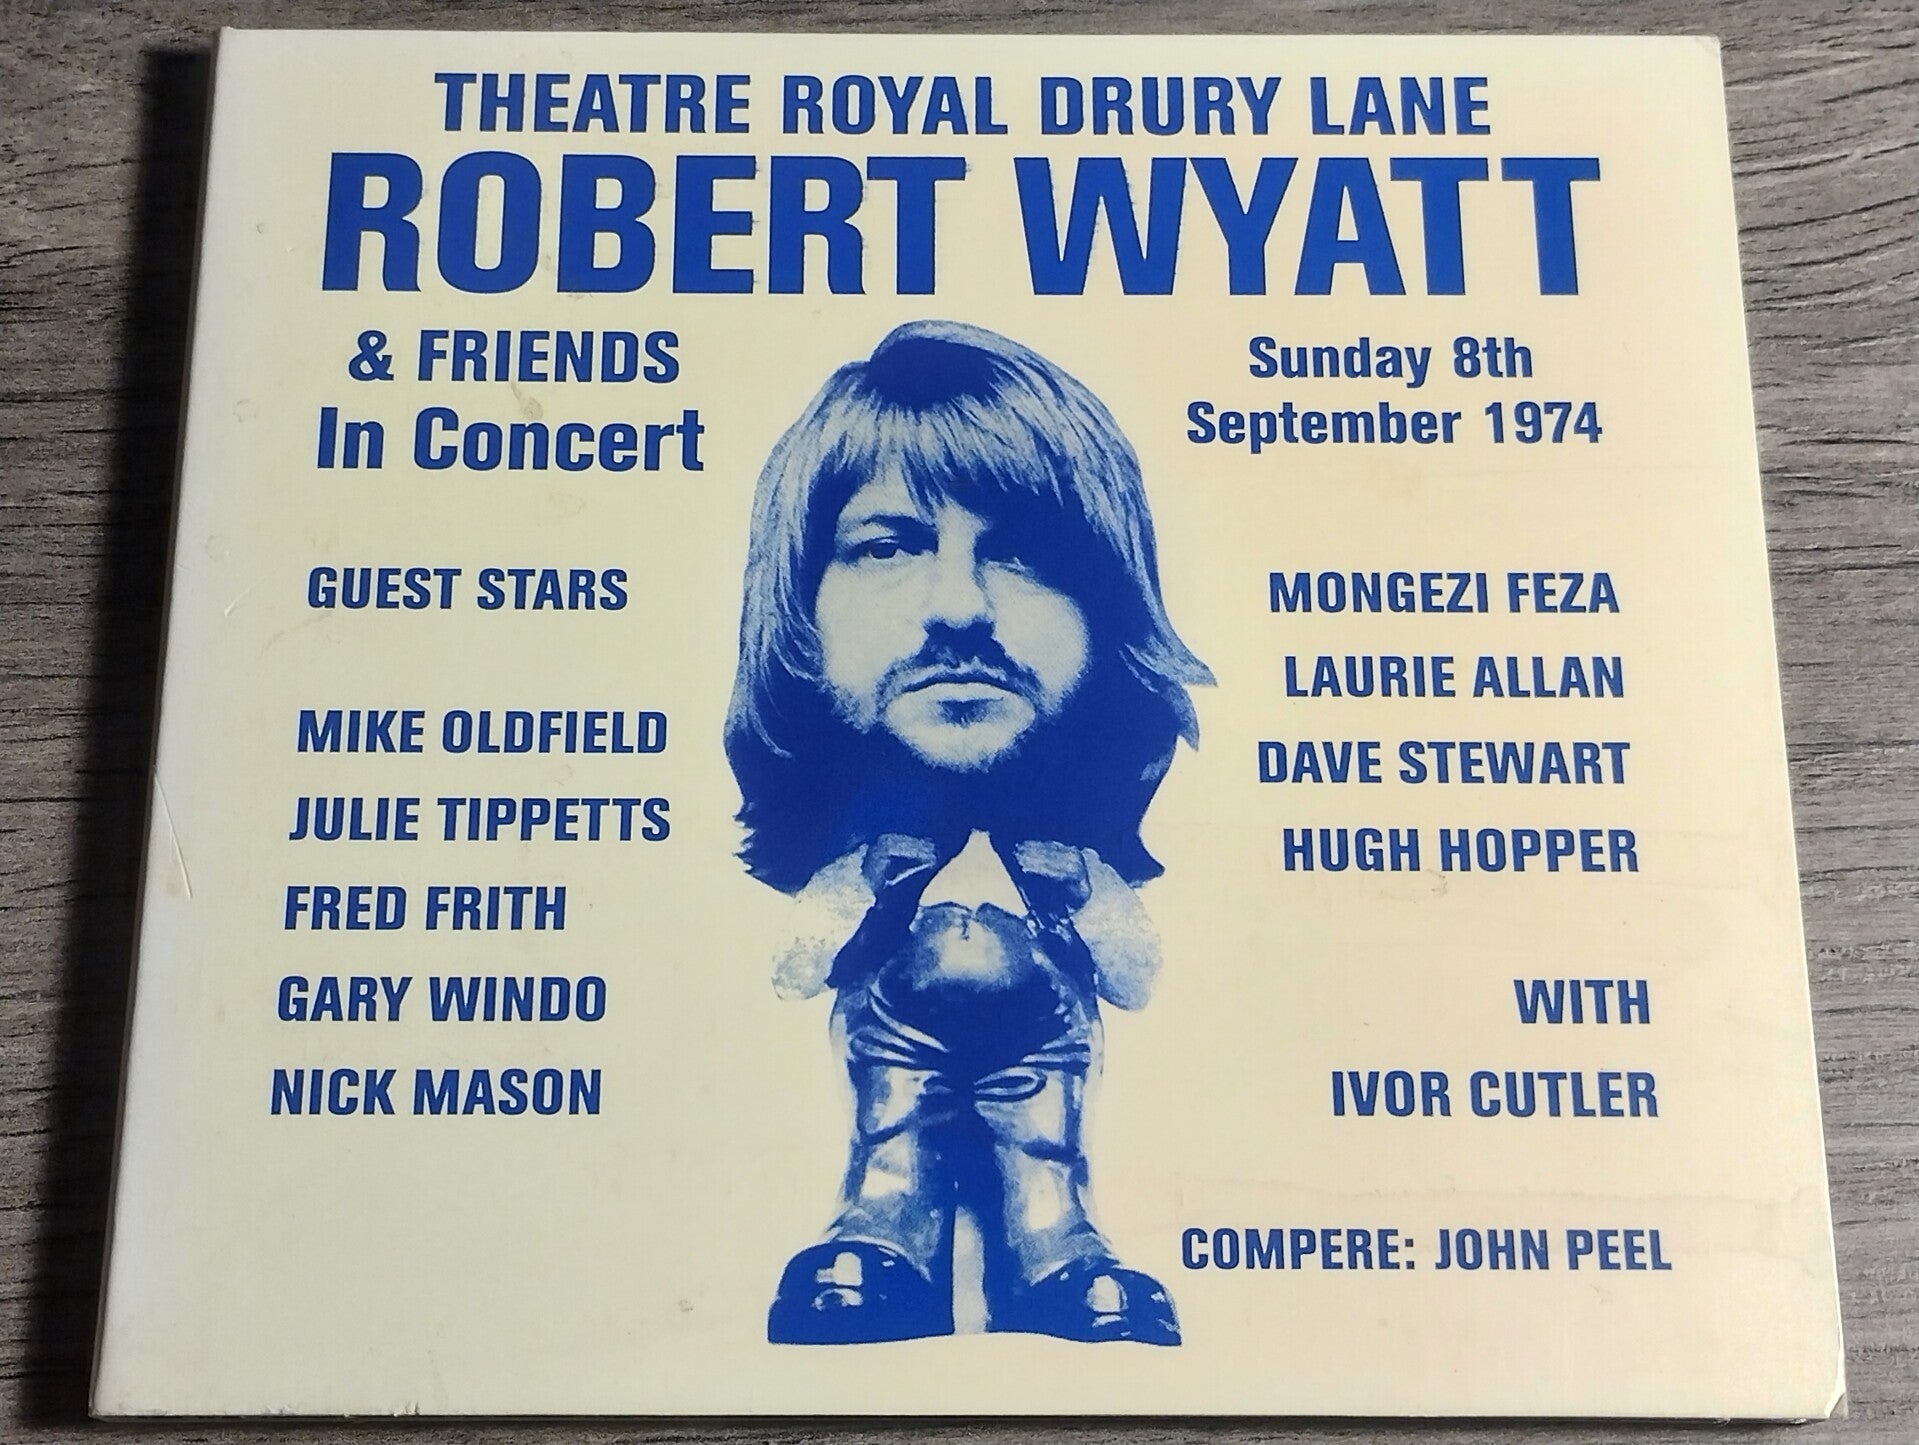 THEATRE ROYAL DRURY LANE
ROBERT WYATT
& FRIENDS
In Concert
Sunday 8th
September 1974
GUEST STARS
MIKE OLDFIELD
JULIE TIPPETTS
FRED FRITH
GARY WINDO
NICK MASON
MONGEZI FEZA
LAURIE ALLAN
DAVE STEWART
HUGH HOPPER
WITH
IVOR CUTLER
COMPERE: JOHN PEEL